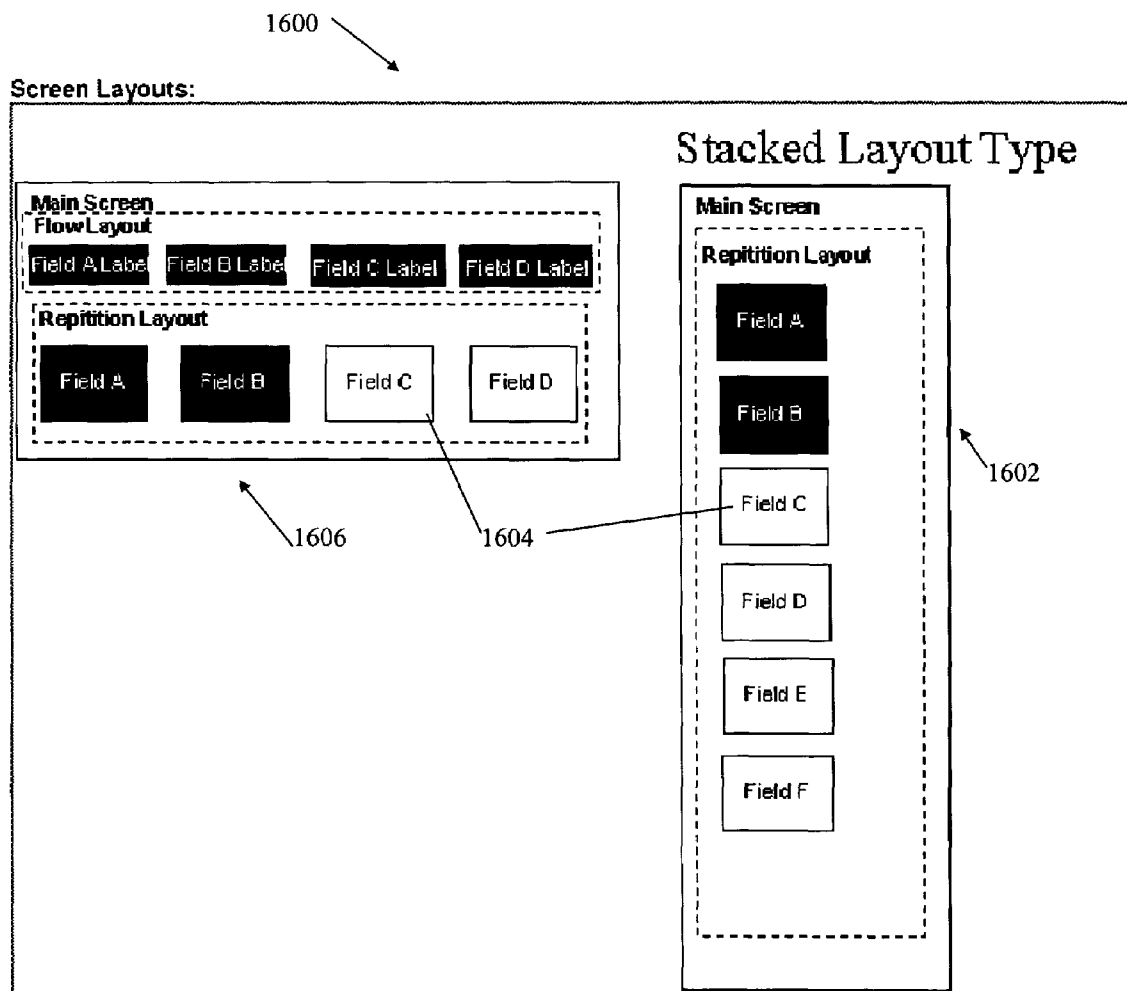 1600
Screen Layouts:
Stacked Layout Type
Main Screen
Flow Layout
Field A Label Field B Label Field C Label Field D Label
Repitition Layout
Field A Field B Field C Field D
1606
1604
Main Screen
Repitition Layout
Field A
Field B
Field C
Field D
Field E
Field F
1602